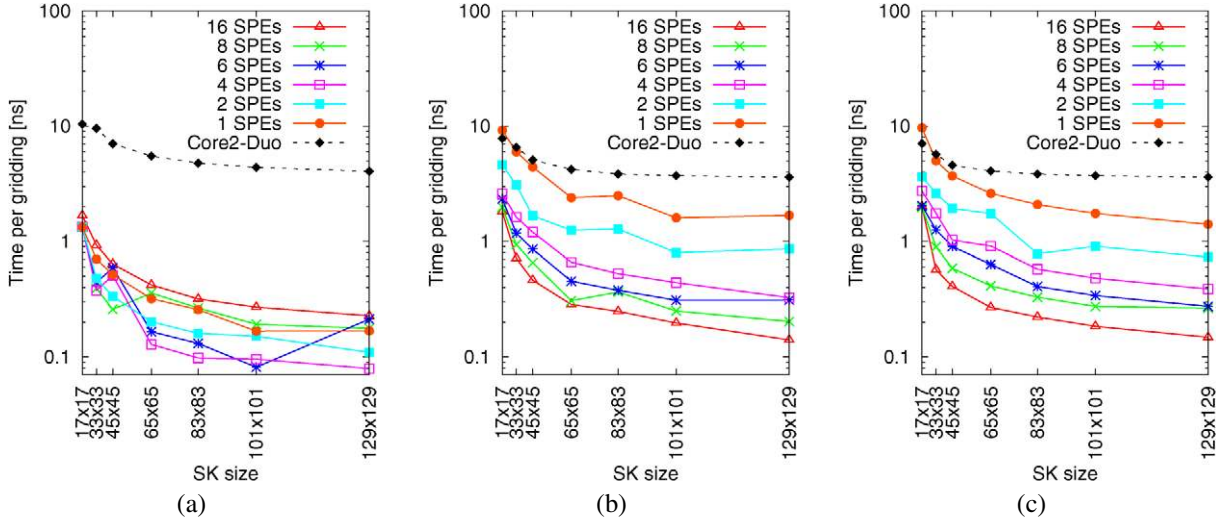 100
10
1
0.1
Time per gridding [ns]
16 SPEs
8 SPEs
6 SPEs
4 SPEs
2 SPEs
1 SPEs
Core2-Duo
17x17
33x33
45x45
65x65
83x83
101x101
129x129
SK size
(a)
100
10
1
0.1
Time per gridding [ns]
16 SPEs
8 SPEs
6 SPEs
4 SPEs
2 SPEs
1 SPEs
Core2-Duo
17x17
33x33
45x45
65x65
83x83
101x101
129x129
SK size
(b)
100
10
1
0.1
Time per gridding [ns]
16 SPEs
8 SPEs
6 SPEs
4 SPEs
2 SPEs
1 SPEs
Core2-Duo
17x17
33x33
45x45
65x65
83x83
101x101
129x129
SK size
(c)